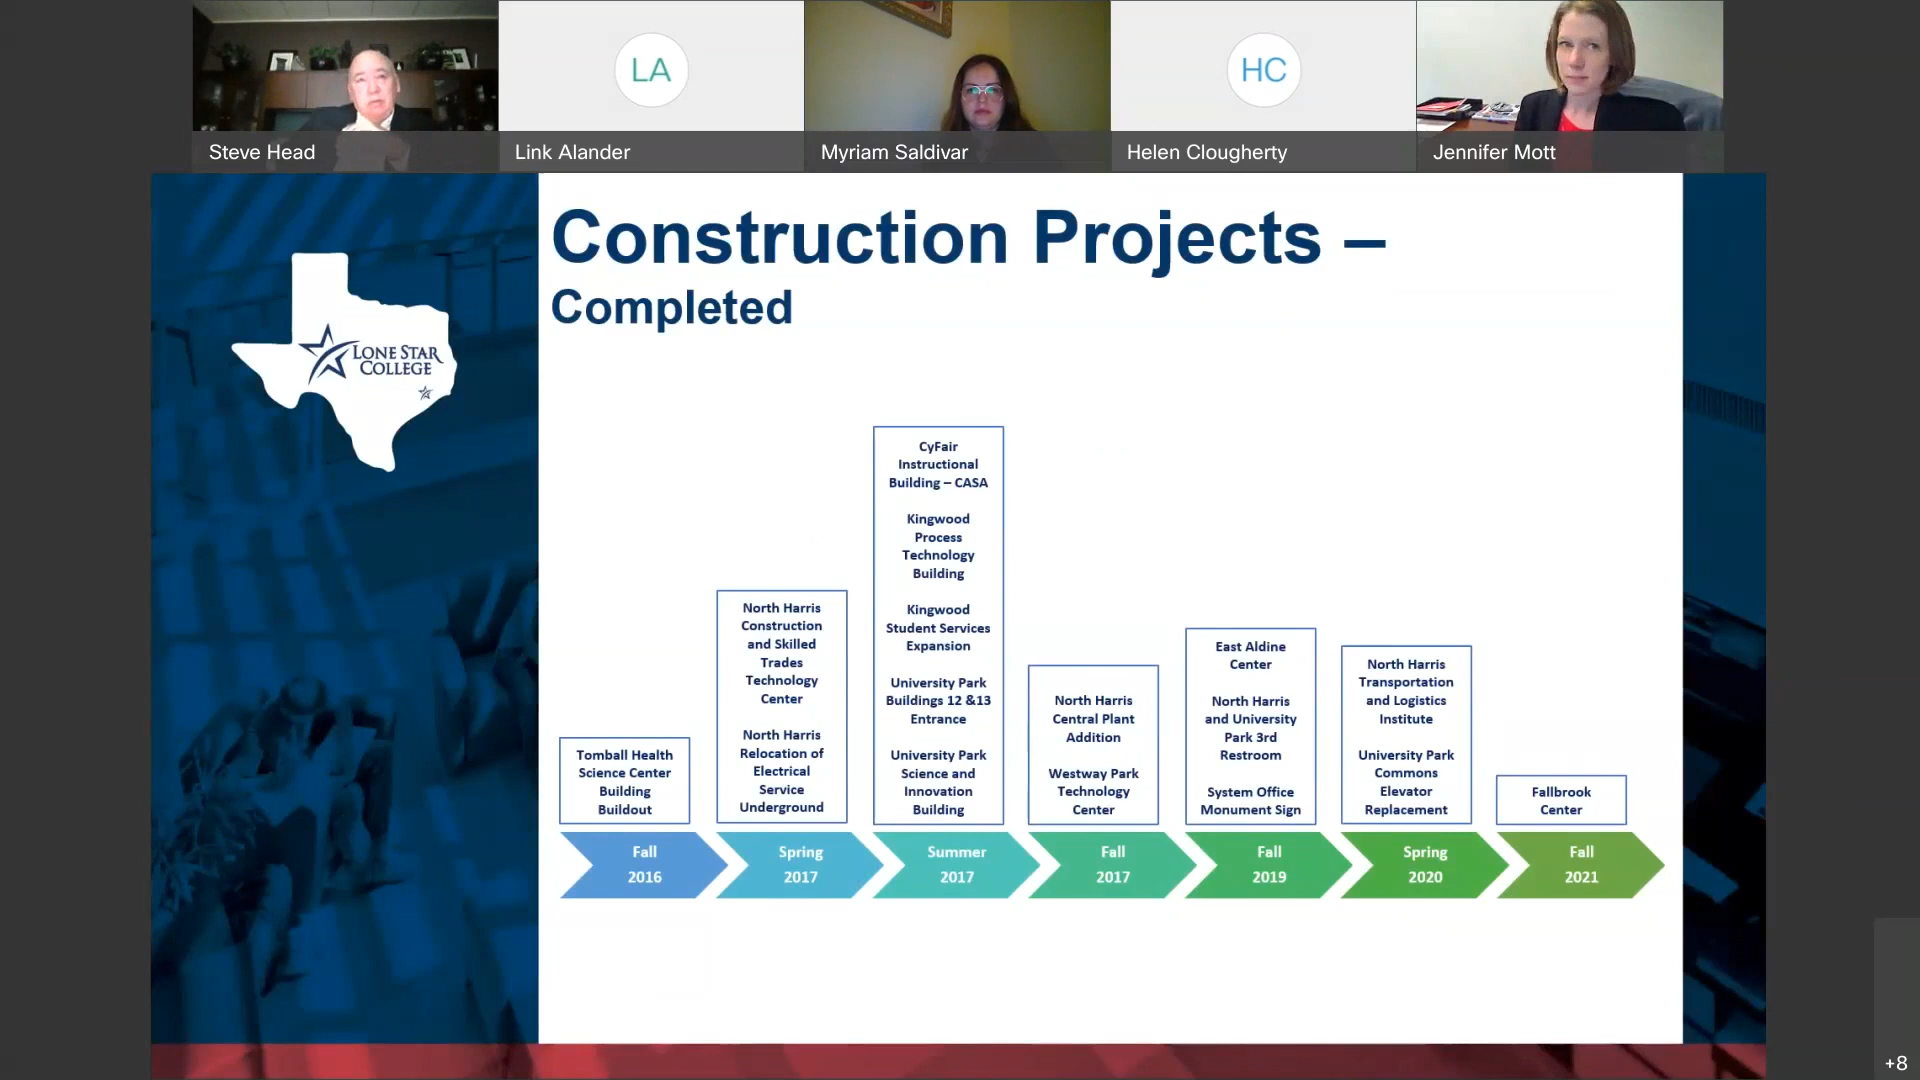 LA
HC
Steve Head
Link Alander
Myriam Saldivar
Helen Clougherty
Jennifer Mott
LONE STAR
COLLEGE
Construction Projects –
Completed
Tomball Health
Science Center
Building
Buildout
North Harris
Construction
and Skilled
Trades
Technology
Center
North Harris
Relocation of
Electrical
Service
Underground
CyFair
Instructional
Building – CASA
Kingwood
Process
Technology
Building
Kingwood
Student Services
Expansion
University Park
Buildings 12 &13
Entrance
University Park
Science and
Innovation
Building
North Harris
Central Plant
Addition
Westway Park
Technology
Center
East Aldine
Center
North Harris
and University
Park 3rd
Restroom
System Office
Monument Sign
North Harris
Transportation
and Logistics
Institute
University Park
Commons
Elevator
Replacement
Fallbrook
Center
Fall
2016
Spring
2017
Summer
2017
Fall
2017
Fall
2019
Spring
2020
Fall
2021
+8